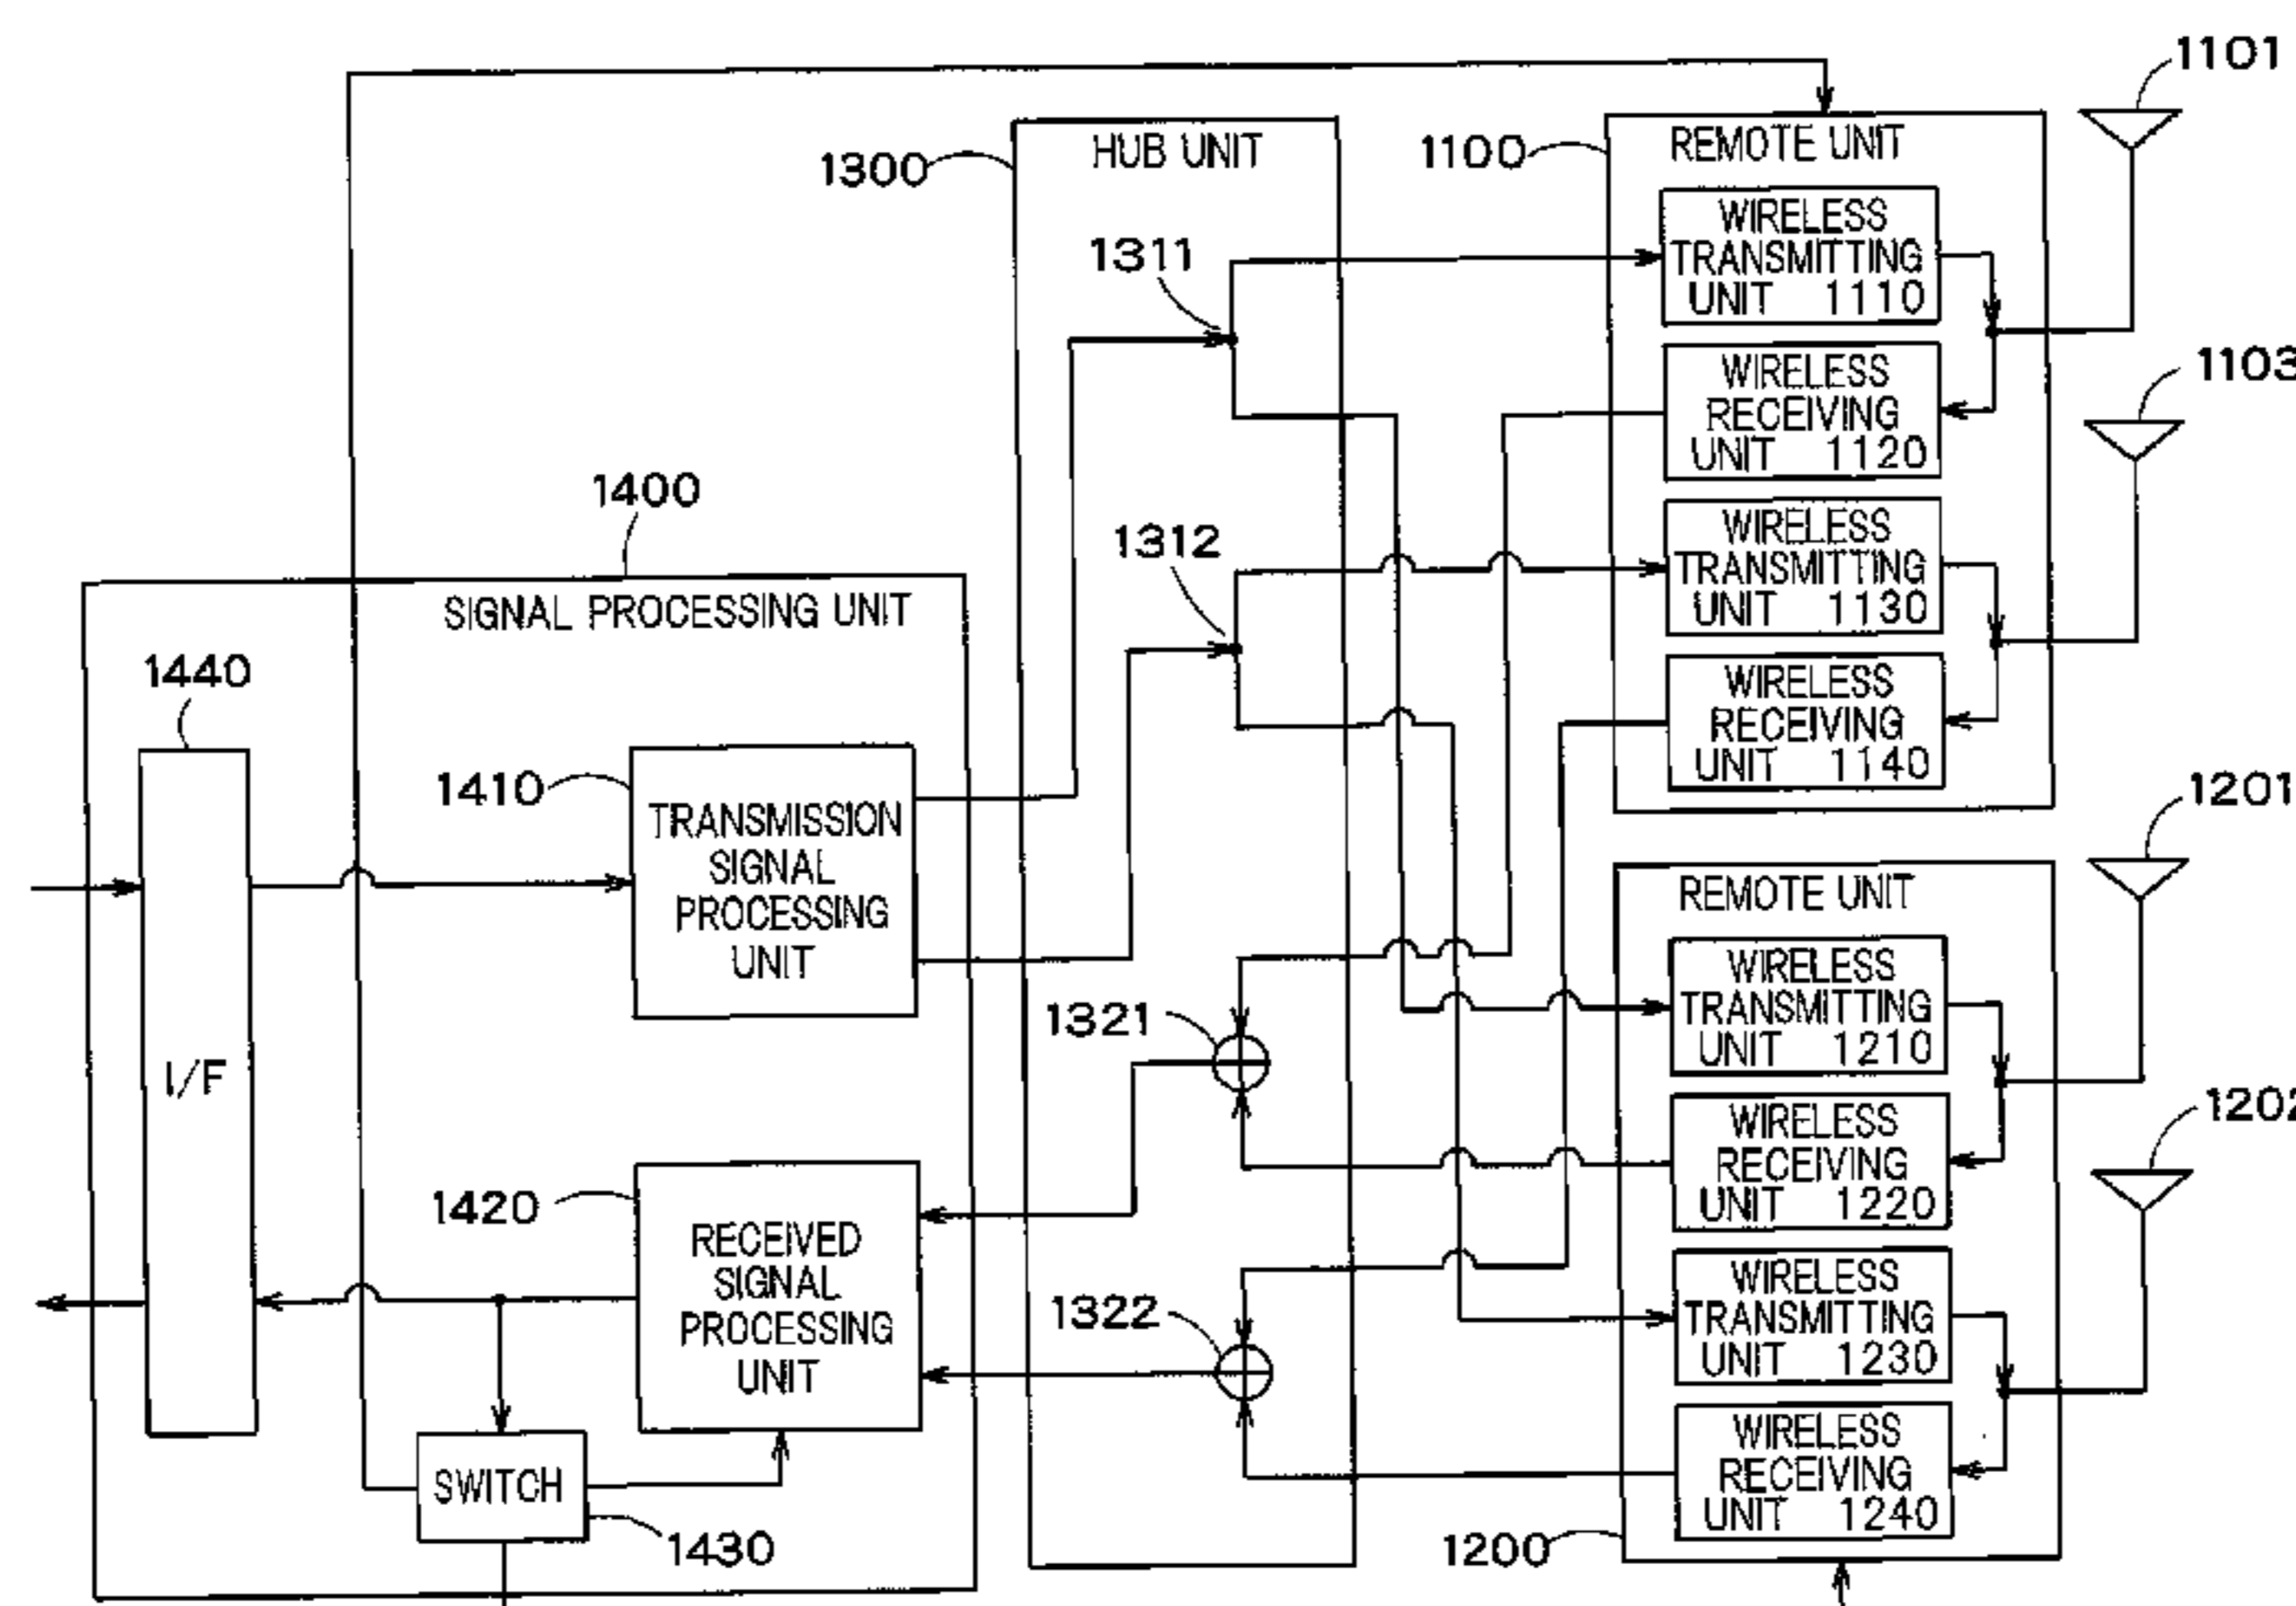 1101
1300
HUB UNIT
1100
REMOTE UNIT
WIRELESS
TRANSMITTING
UNIT 1110
1311
1103
WIRELESS
RECEIVING
UNIT 1120
1400
1312
WIRELESS
TRANSMITTING
UNIT 1130
SIGNAL PROCESSING UNIT
1440
WIRELESS
RECEIVING
UNIT 1140
1410
TRANSMISSION
SIGNAL
PROCESSING
UNIT
1201
REMOTE UNIT
WIRELESS
TRANSMITTING
UNIT 1210
1321
I/F
1202
WIRELESS
RECEIVING
UNIT 1220
1420
RECEIVED
SIGNAL
PROCESSING
UNIT
1322
WIRELESS
TRANSMITTING
UNIT 1230
SWITCH
1430
WIRELESS
RECEIVING
UNIT 1240
1200